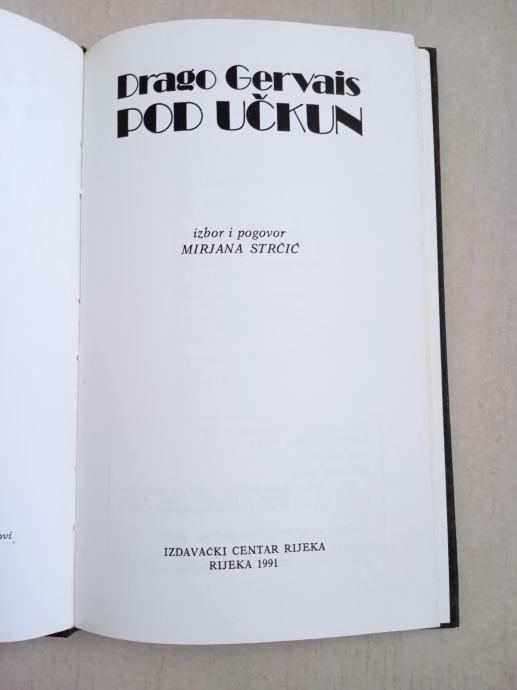 Drago Gervais
POD UČKUN
izbor i pogovor
MIRJANA STRČIĆ
IZDAVAČKI CENTAR RIJEKA
RIJEKA 1991